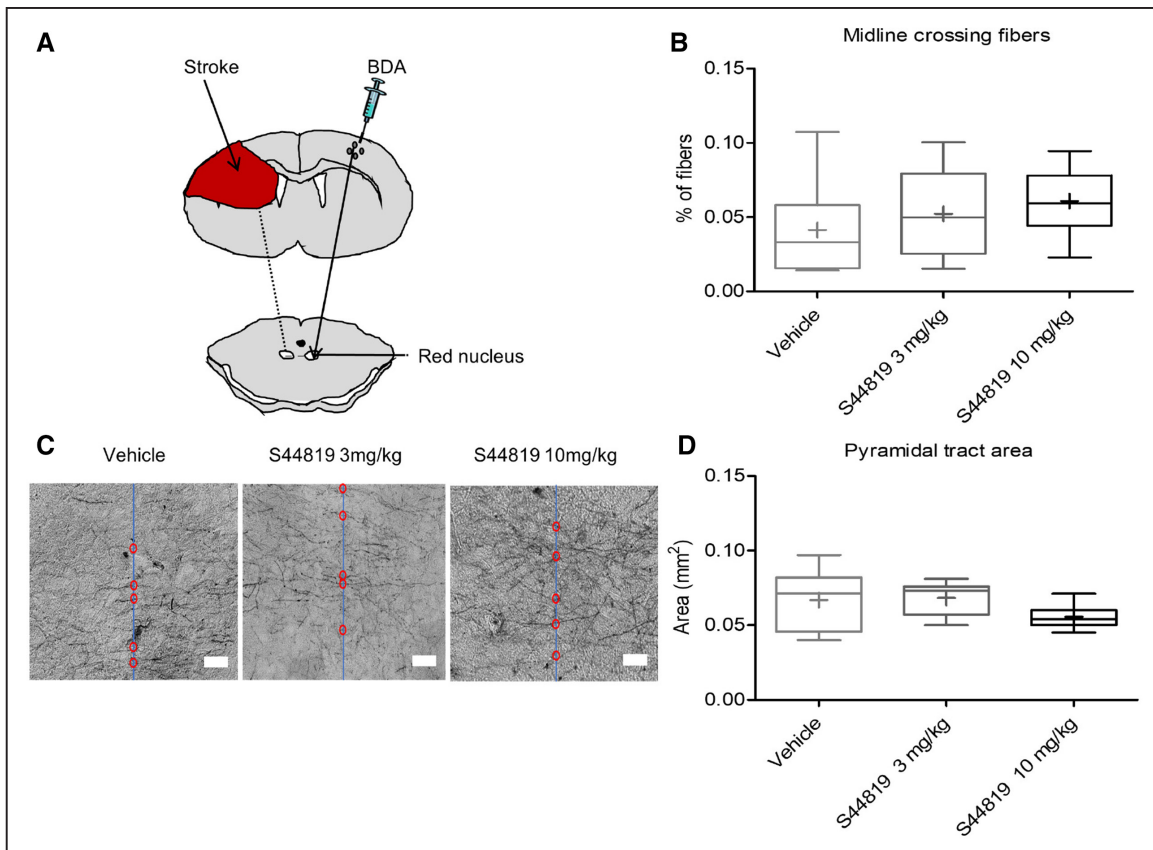 A
Stroke
BDA
Red nucleus
B
Midline crossing fibers
% of fibers
0.15
0.10
0.05
0.00
Vehicle
S44819 3 mg/kg
S44819 10 mg/kg
C
Vehicle
S44819 3mg/kg
S44819 10mg/kg
D
Pyramidal tract area
Area (mm²)
0.15
0.10
0.05
0.00
Vehicle
S44819 3 mg/kg
S44819 10 mg/kg